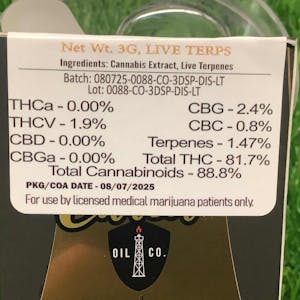 Net Wt. 3G, LIVE TERPS
Ingredients: Cannabis Extract, Live Terpenes
Batch: 080725-0088-CO-3DSP-DIS-LT
Lot: 0088-CO-3DSP-DIS-LT
THCa - 0.00% CBG - 2.4%
THCV - 1.9% CBC - 0.8%
CBD - 0.00% Terpenes - 1.47%
CBGa - 0.00% Total THC - 81.7%
Total Cannabinoids - 88.8%
PKG/COA DATE - 08/07/2025
For use by licensed medical marijuana patients only.
OIL CO.